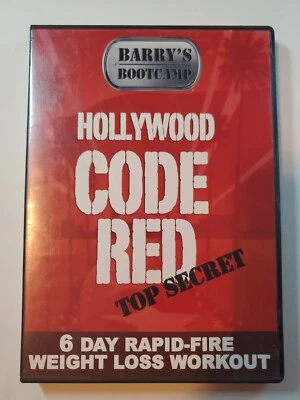 BARRY'S
BOOTCAMP
HOLLYWOOD
CODE
RED
TOP SECRET
6 DAY RAPID-FIRE
WEIGHT LOSS WORKOUT